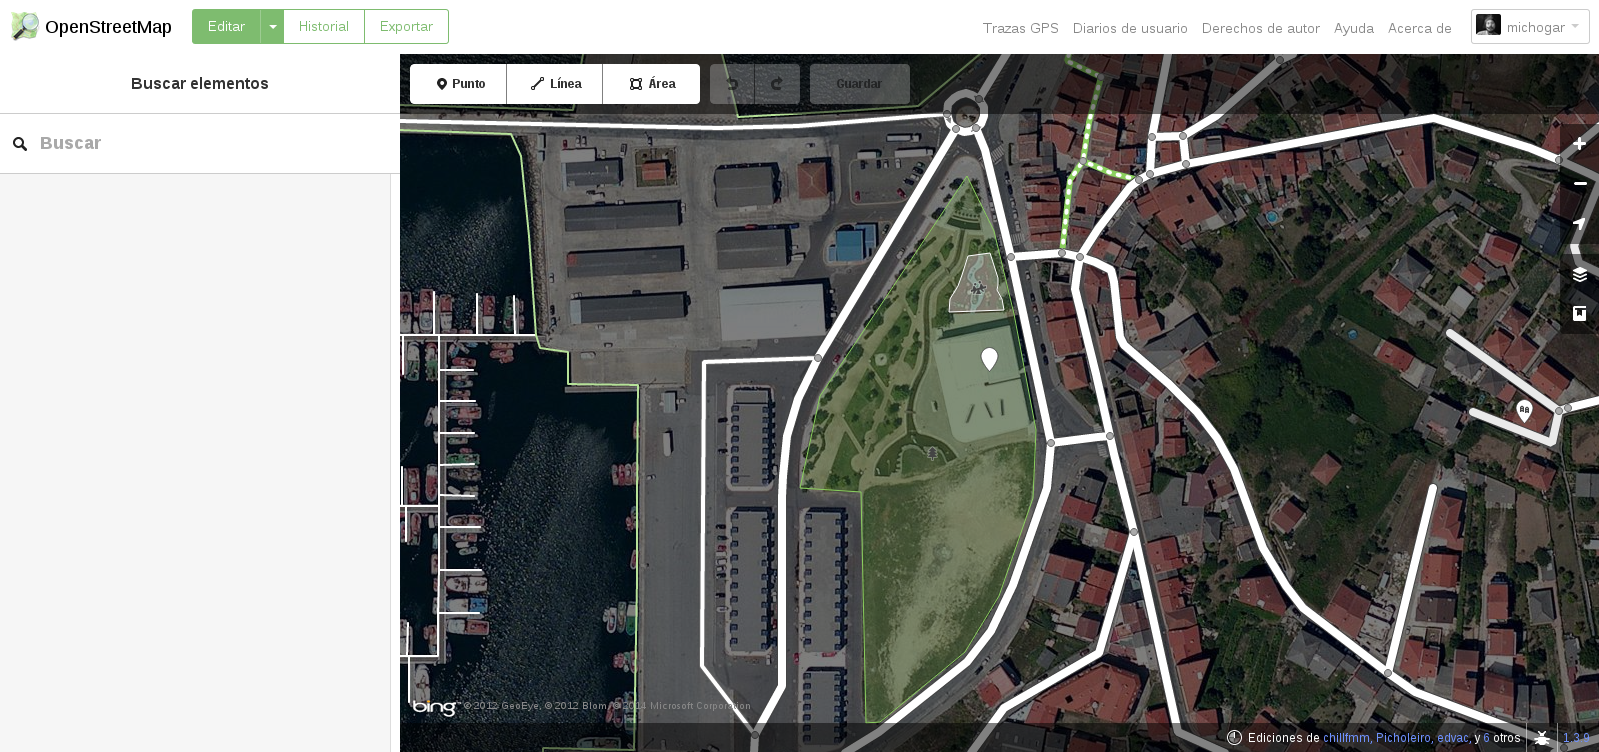 OpenStreetMap Editar Historial Exportar Trazas GPS Diarios de usuario Derechos de autor Ayuda Acerca de michogar
Buscar elementos Punto Línea Área Guardar
Buscar
bing © 2012 GeoEye, © 2012 Blom, © 2014 Microsoft Corporation
Ediciones de chillfmm, Picholeiro, edvac, y 6 otros 1.3.9